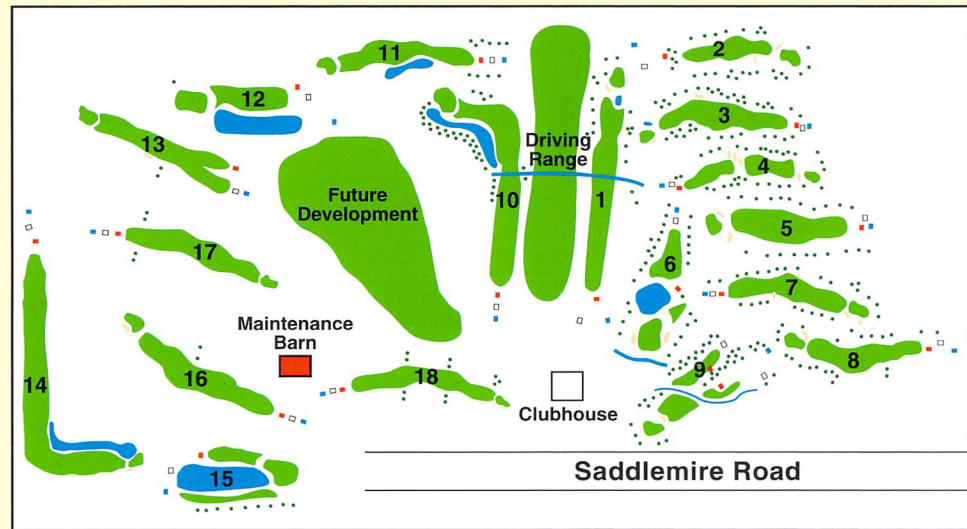 11
2
12
3
13
Driving
Range
4
Future
Development
10
1
5
17
6
7
Maintenance
Barn
14
16
18
9
8
Clubhouse
15
Saddlemire Road